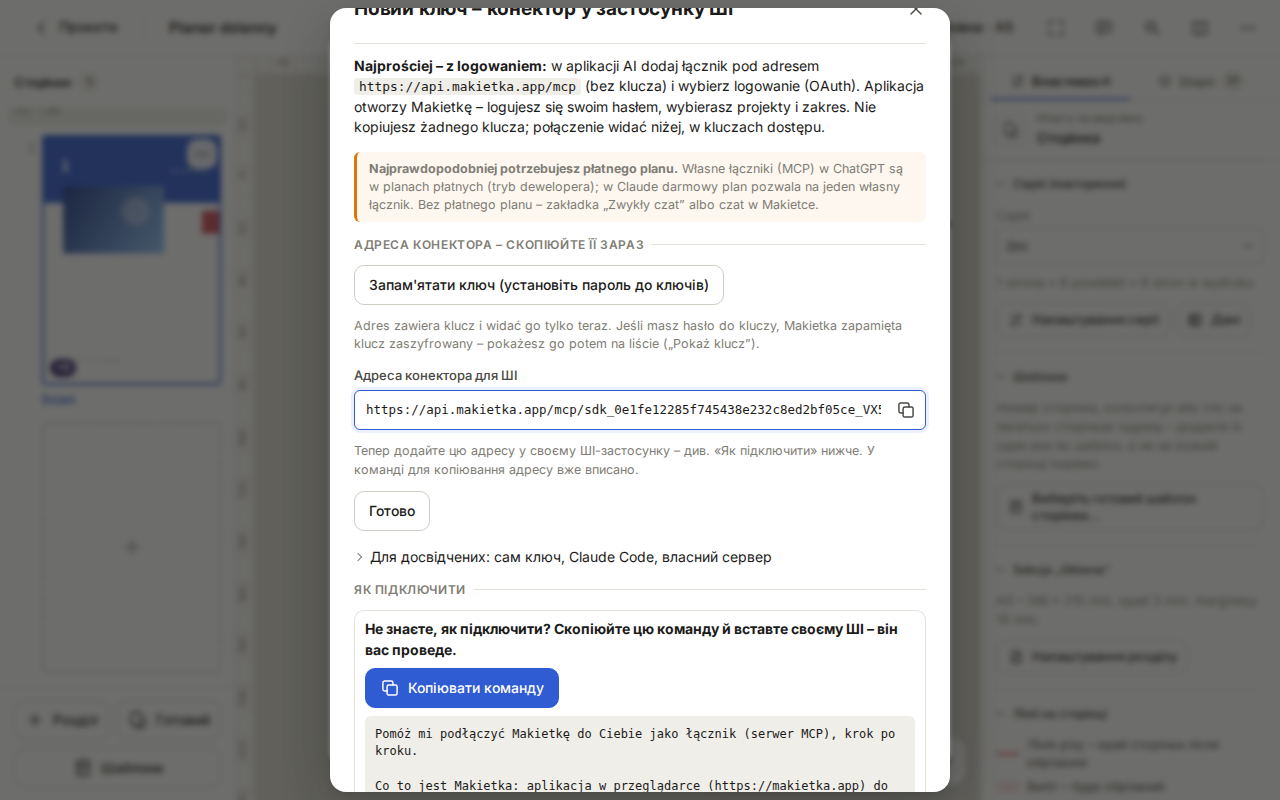 Новий ключ – конектор у застосунку ШІ
Najprościej – z logowaniem: w aplikacji AI dodaj łącznik pod adresem
https://api.makietka.app/mcp (bez klucza) i wybierz logowanie (OAuth). Aplikacja
otworzy Makietkę – logujesz się swoim hasłem, wybierasz projekty i zakres. Nie
kopiujesz żadnego klucza; połączenie widać niżej, w kluczach dostępu.
Najprawdopodobniej potrzebujesz płatnego planu. Własne łączniki (MCP) w ChatGPT są
w planach płatnych (tryb dewelopera); w Claude darmowy plan pozwala na jeden własny
łącznik. Bez płatnego planu – zakładka „Zwykły czat” albo czat w Makietce.
АДРЕСА КОНЕКТОРА – СКОПІЮЙТЕ ЇЇ ЗАРАЗ
Запам'ятати ключ (установіть пароль до ключів)
Adres zawiera klucz i widać go tylko teraz. Jeśli masz hasło do kluczy, Makietka zapamięta
klucz zaszyfrowany – pokażesz go potem na liście („Pokaż klucz”).
Адреса конектора для ШІ
https://api.makietka.app/mcp/sdk_0e1fe12285f745438e232c8ed2bf05ce_VX5
Тепер додайте цю адресу у своєму ШІ-застосунку – див. «Як підключити» нижче. У
команді для копіювання адресу вже вписано.
Готово
Для досвідчених: сам ключ, Claude Code, власний сервер
ЯК ПІДКЛЮЧИТИ
Не знаєте, як підключити? Скопіюйте цю команду й вставте своєму ШІ – він
вас проведе.
Копіювати команду
Pomóż mi podłączyć Makietkę do Ciebie jako łącznik (serwer MCP), krok po
kroku.
Co to jest Makietka: aplikacja w przeglądarce (https://makietka.app) do